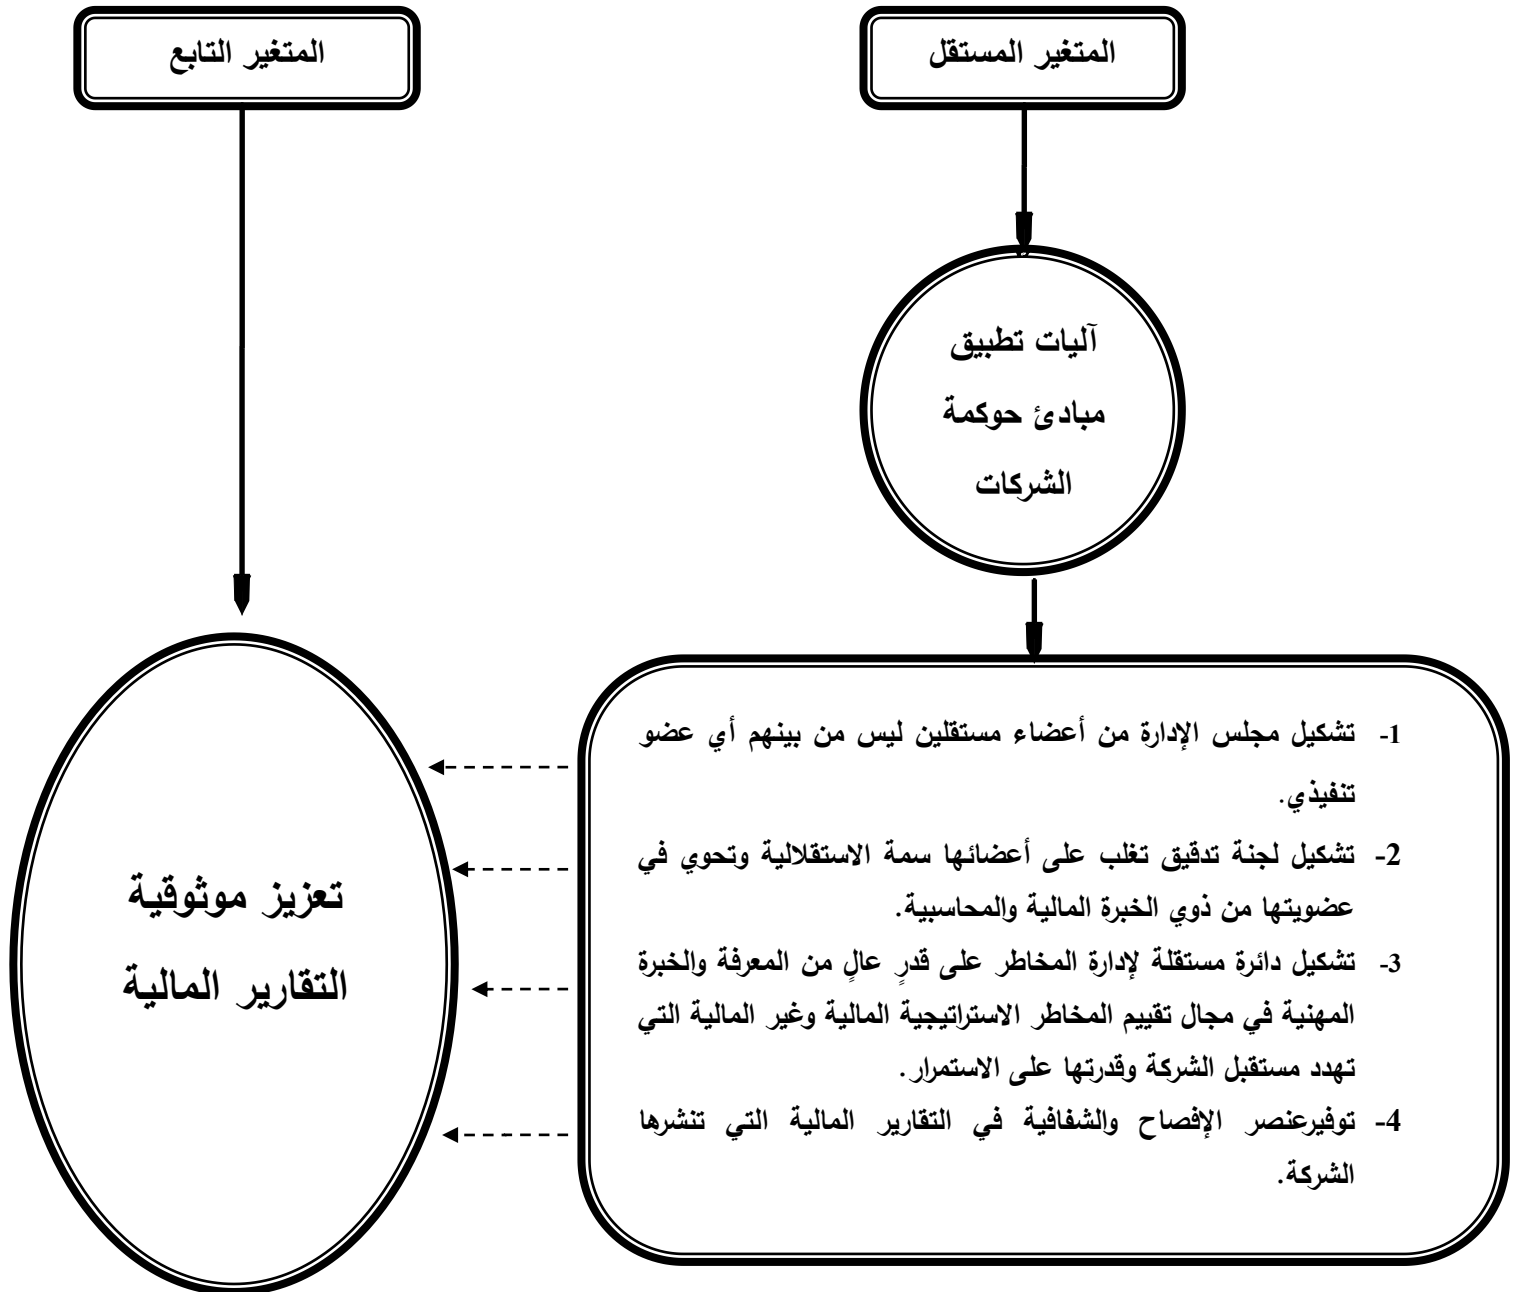 المتغير المستقل
المتغير التابع
آليات تطبيق
مبادئ حوكمة
الشركات
1- تشكيل مجلس الإدارة من أعضاء مستقلين ليس من بينهم أي عضو
تنفيذي.
2- تشكيل لجنة تدقيق تغلب على أعضائها سمة الاستقلالية وتحوي في
عضويتها من ذوي الخبرة المالية والمحاسبية.
3- تشكيل دائرة مستقلة لإدارة المخاطر على قدرٍ عالٍ من المعرفة والخبرة
المهنية في مجال تقييم المخاطر الاستراتيجية المالية وغير المالية التي
تهدد مستقبل الشركة وقدرتها على الاستمرار.
4- توفيرعنصر الإفصاح والشفافية في التقارير المالية التي تنشرها
الشركة.
تعزيز موثوقية
التقارير المالية